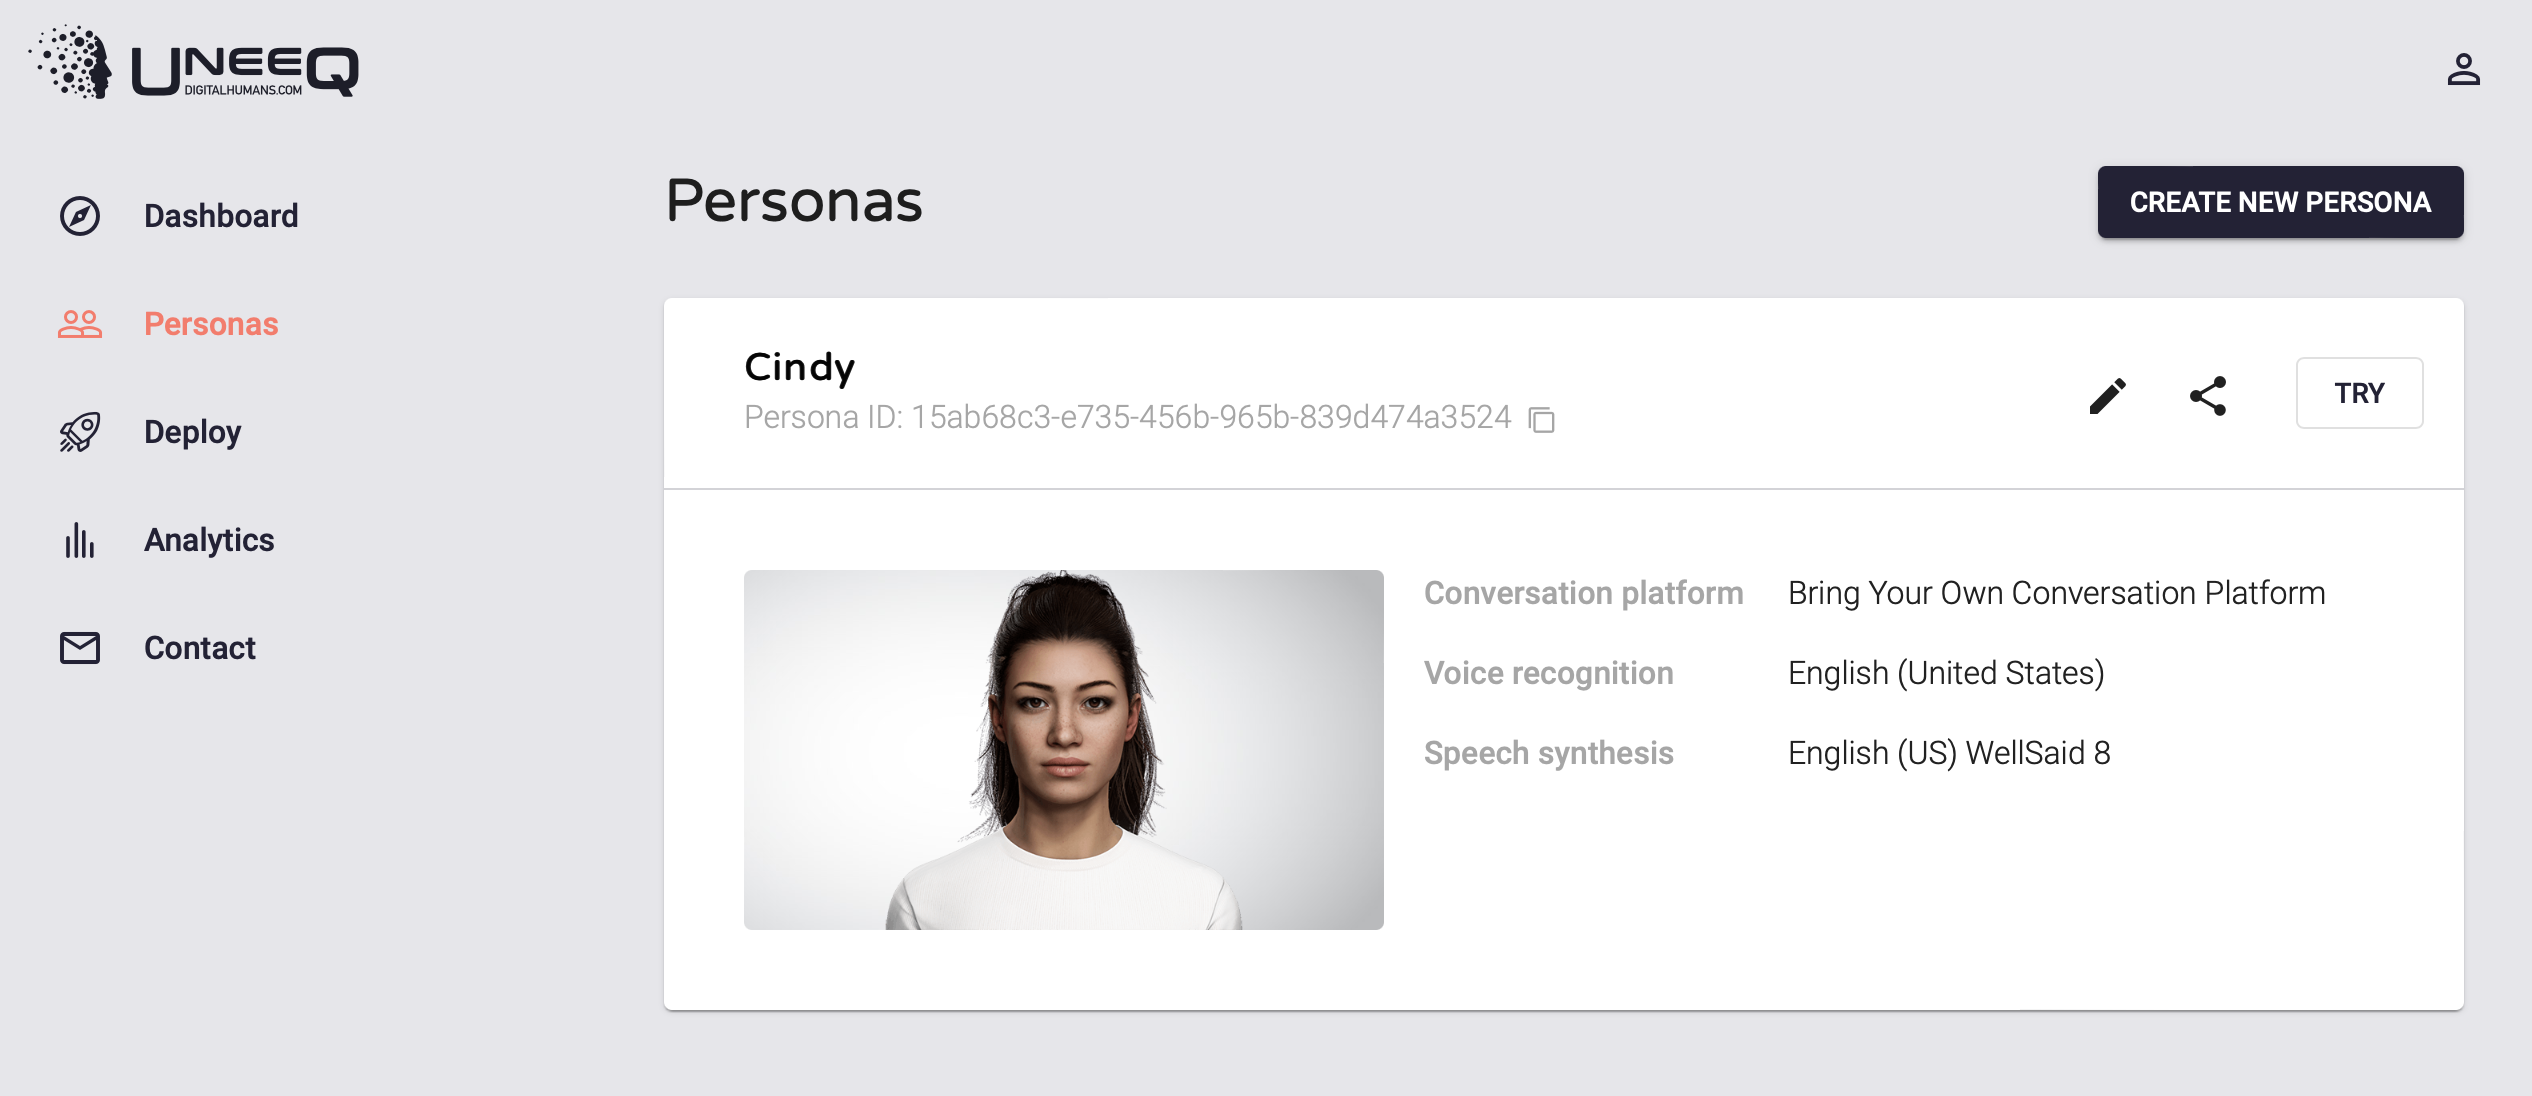 UNEEQ
DIGITALHUMANS.COM
Dashboard
Personas
Deploy
Analytics
Contact
Personas
CREATE NEW PERSONA
Cindy
Persona ID: 15ab68c3-e735-456b-965b-839d474a3524
TRY
Conversation platform Bring Your Own Conversation Platform
Voice recognition English (United States)
Speech synthesis English (US) WellSaid 8